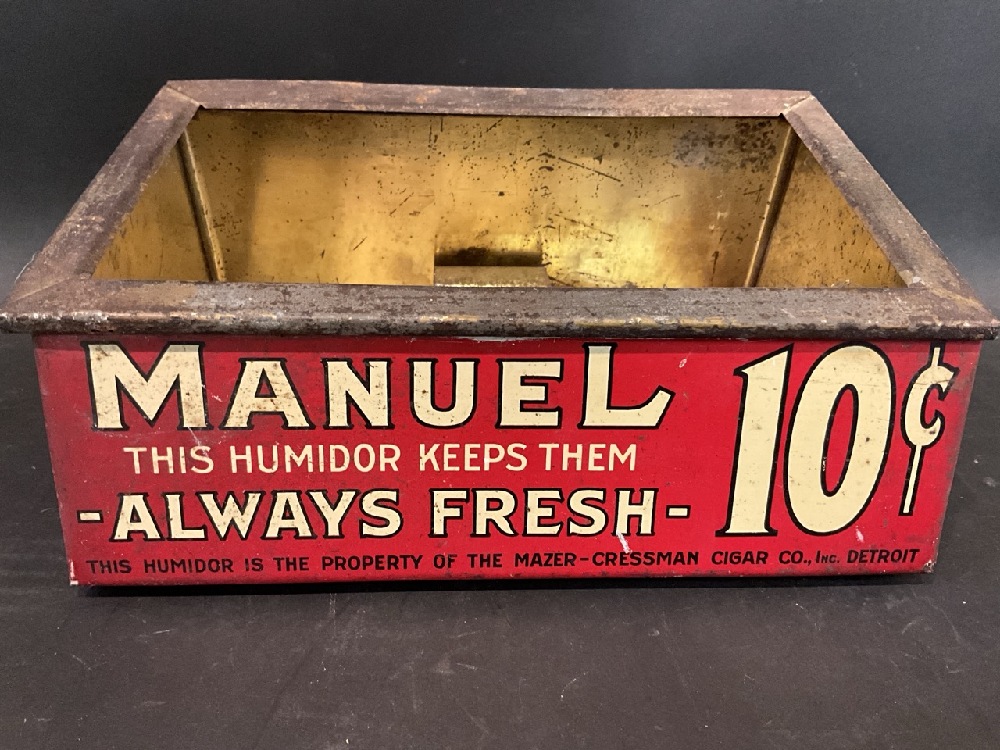 MANUEL 10¢
THIS HUMIDOR KEEPS THEM
-ALWAYS FRESH-
THIS HUMIDOR IS THE PROPERTY OF THE MAZER-CRESSMAN CIGAR CO., INC. DETROIT